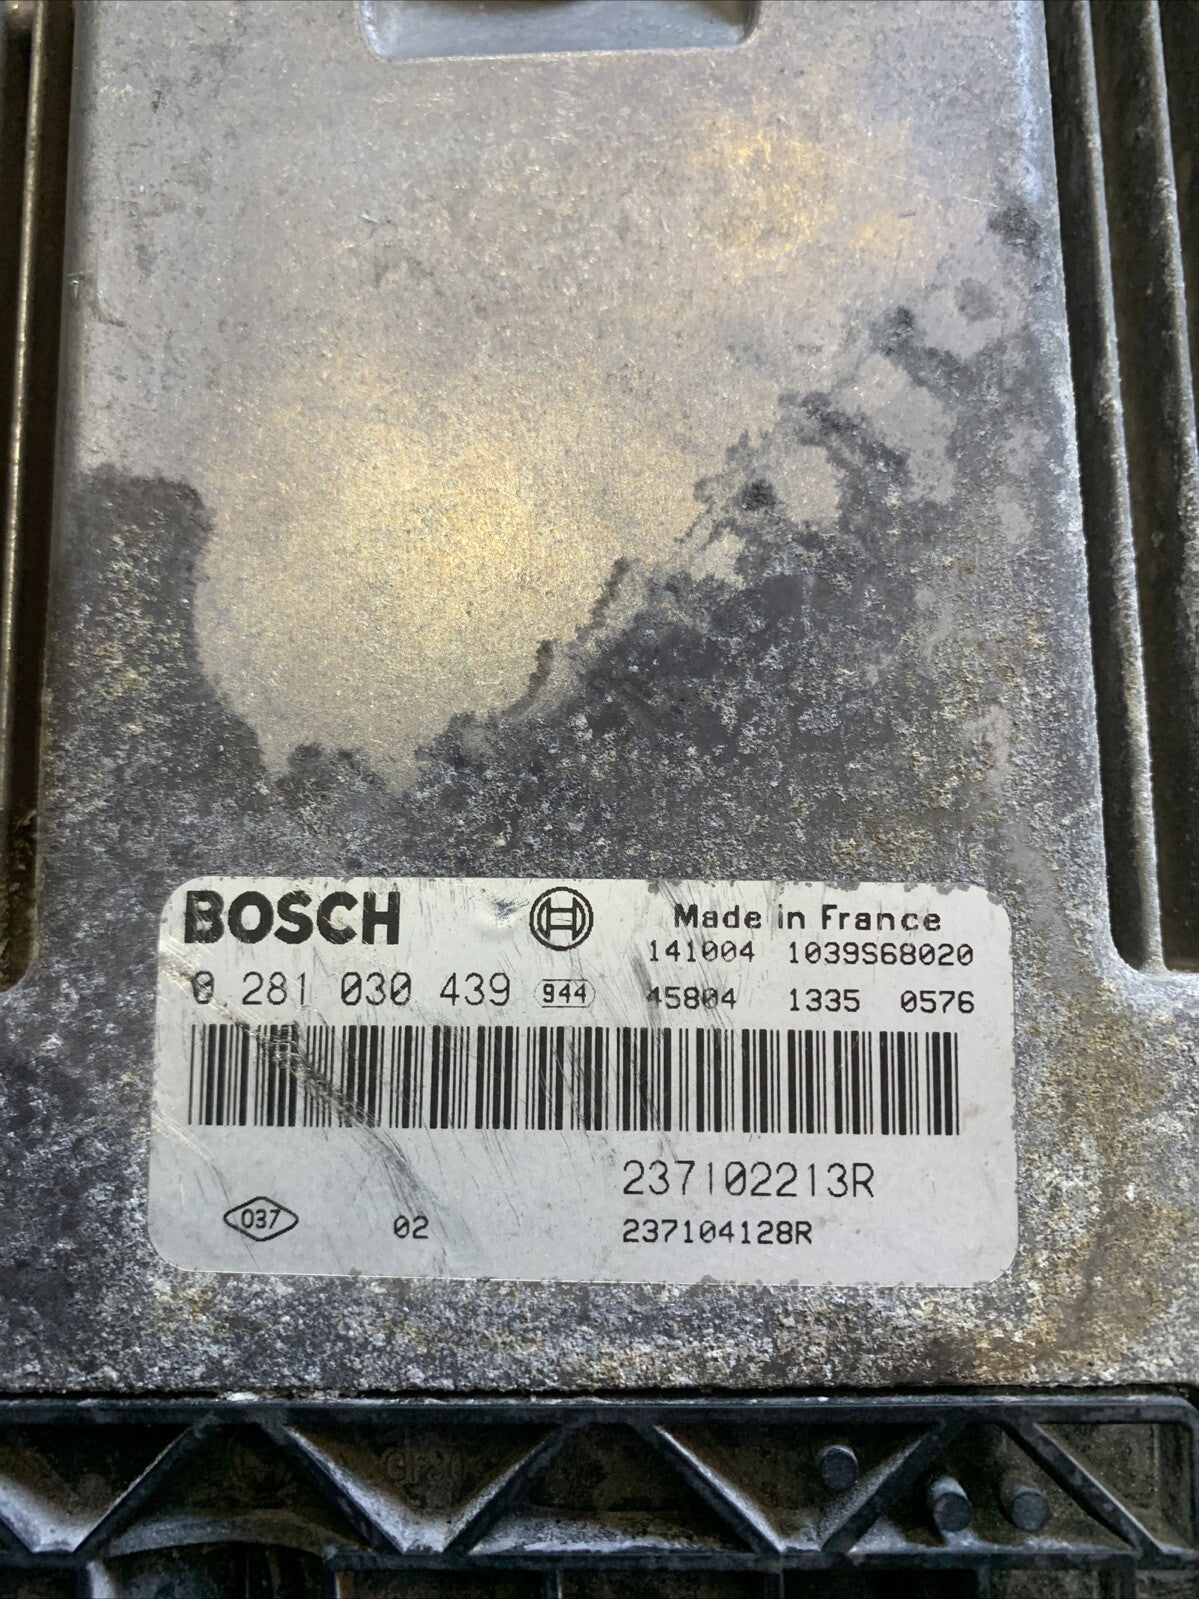 BOSCH
Made in France
141004 1039S68020
0 281 030 439 944 45804 1335 0576
237102213R
037 02 237104128R